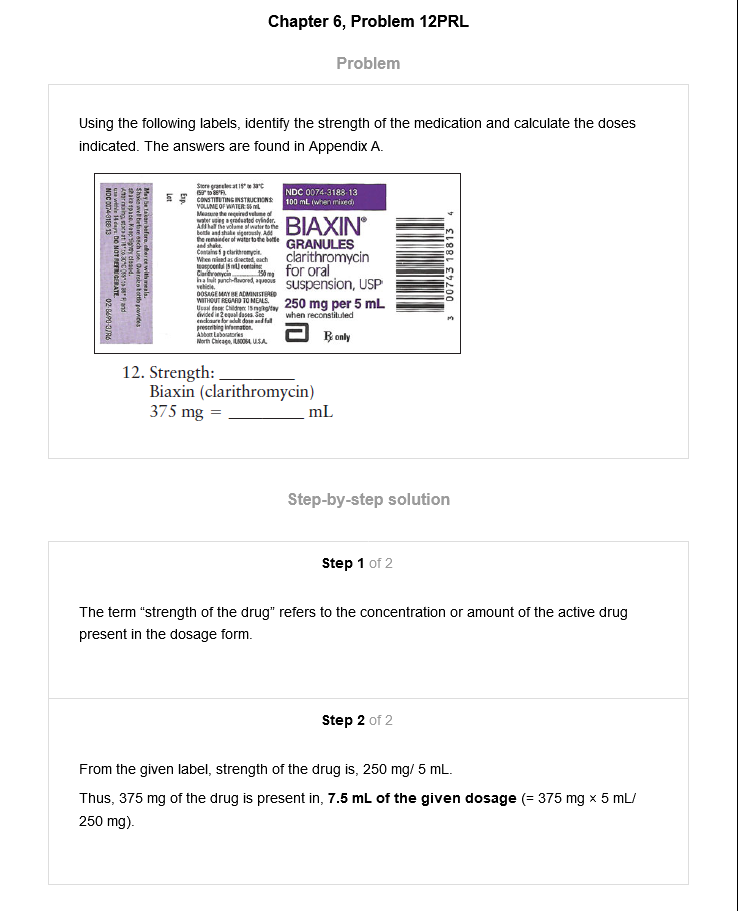 Chapter 6, Problem 12PRL
Problem
Using the following labels, identify the strength of the medication and calculate the doses
indicated. The answers are found in Appendix A.
Store granules at 15° to 30°C
(59° to 86°F).
CONSTITUTING INSTRUCTIONS:
VOLUME OF WATER: 55 mL
Measure the required volume of
water using a graduated cylinder.
Add half the volume of water to the
bottle and shake vigorously. Add
the remainder of water to the bottle
and shake.
Contains 5 g clarithromycin.
When mixed as directed, each
teaspoonful (5 mL) contains:
Clarithromycin 250 mg
in a fruit punch-flavored, aqueous
vehicle.
DOSAGE MAY BE ADMINISTERED
WITHOUT REGARD TO MEALS.
Usual dose: Children: 15 mg/kg/day
divided in 2 equal doses. See
enclosure for adult dose and full
prescribing information.
Abbott Laboratories
North Chicago, IL60064, U.S.A.
Exp.
Lot
DO NOT REFRIGERATE.
NDC 0074-3188-13
NDC 0074-3188-13
100 mL (when mixed)
BIAXIN®
GRANULES
clarithromycin
for oral
suspension, USP
250 mg per 5 mL
when reconstituted
℞ only
3 00743 18813 4
12. Strength: _________
Biaxin (clarithromycin)
375 mg = _________ mL
Step-by-step solution
Step 1 of 2
The term “strength of the drug” refers to the concentration or amount of the active drug
present in the dosage form.
Step 2 of 2
From the given label, strength of the drug is, 250 mg/ 5 mL.
Thus, 375 mg of the drug is present in, 7.5 mL of the given dosage (= 375 mg × 5 mL/
250 mg).